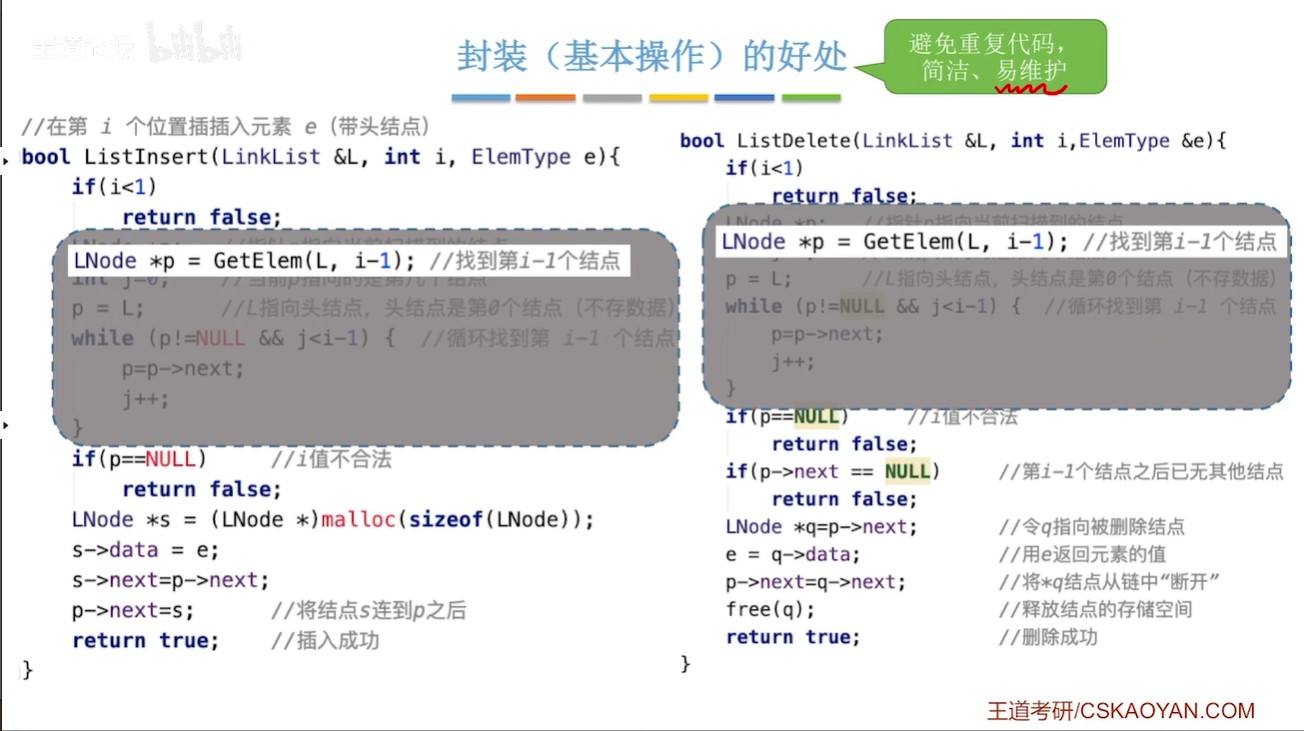 封装（基本操作）的好处
避免重复代码，
简洁、易维护
//在第 i 个位置插插入元素 e（带头结点）
bool ListInsert(LinkList &L, int i, ElemType e){
if(i<1)
return false;
LNode *p = GetElem(L, i-1); //找到第i-1个结点
int j=0; //当前p指向的是第几个结点
p = L; //L指向头结点，头结点是第0个结点（不存数据）
while (p!=NULL && j<i-1) { //循环找到第 i-1 个结点
p=p->next;
j++;
}
if(p==NULL) //i值不合法
return false;
LNode *s = (LNode *)malloc(sizeof(LNode));
s->data = e;
s->next=p->next;
p->next=s; //将结点s连到p之后
return true; //插入成功
}
bool ListDelete(LinkList &L, int i,ElemType &e){
if(i<1)
return false;
LNode *p; //指针p指向当前扫描到的结点
LNode *p = GetElem(L, i-1); //找到第i-1个结点
p = L; //L指向头结点，头结点是第0个结点（不存数据）
while (p!=NULL && j<i-1) { //循环找到第 i-1 个结点
p=p->next;
j++;
}
if(p==NULL) //i值不合法
return false;
if(p->next == NULL) //第i-1个结点之后已无其他结点
return false;
LNode *q=p->next; //令q指向被删除结点
e = q->data; //用e返回元素的值
p->next=q->next; //将*q结点从链中“断开”
free(q); //释放结点的存储空间
return true; //删除成功
}
王道考研/CSKAOYAN.COM